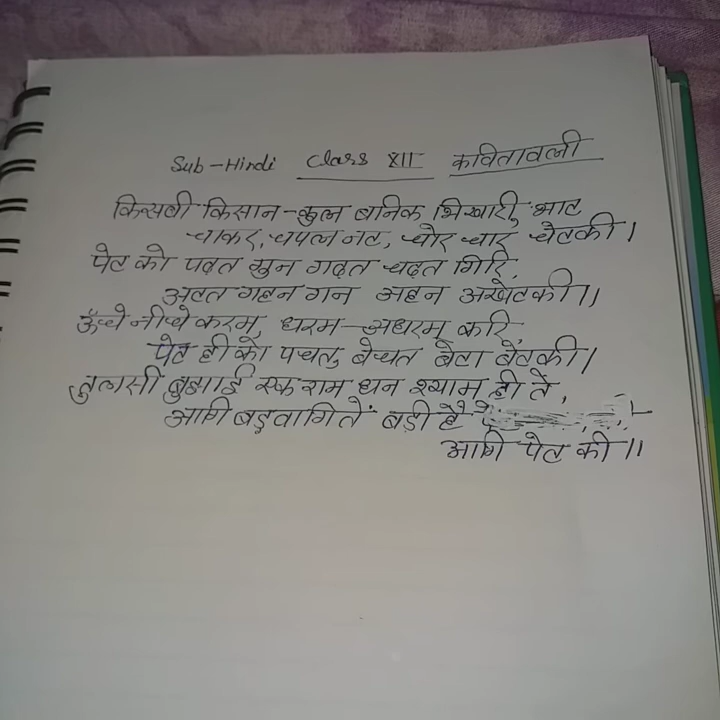 Sub-Hindi Class XII कवितावली
किसबी किसान-कुल बनिक भिखारी, भाट
चाकर, चपल नट, चोर चार चेटकी।
पेट को पढ़त गुन गढ़त चढ़त गिरि,
अटत गहन गन अहन अखेटकी।।
ऊँचे नीचे करम, धरम-अधरम करि,
पेट ही को पचत, बेचत बेटा बेटकी।
तुलसी बुझाई एक राम धन श्याम ही ते,
आगि बड़वागितें बड़ी है
आगि पेट की।।